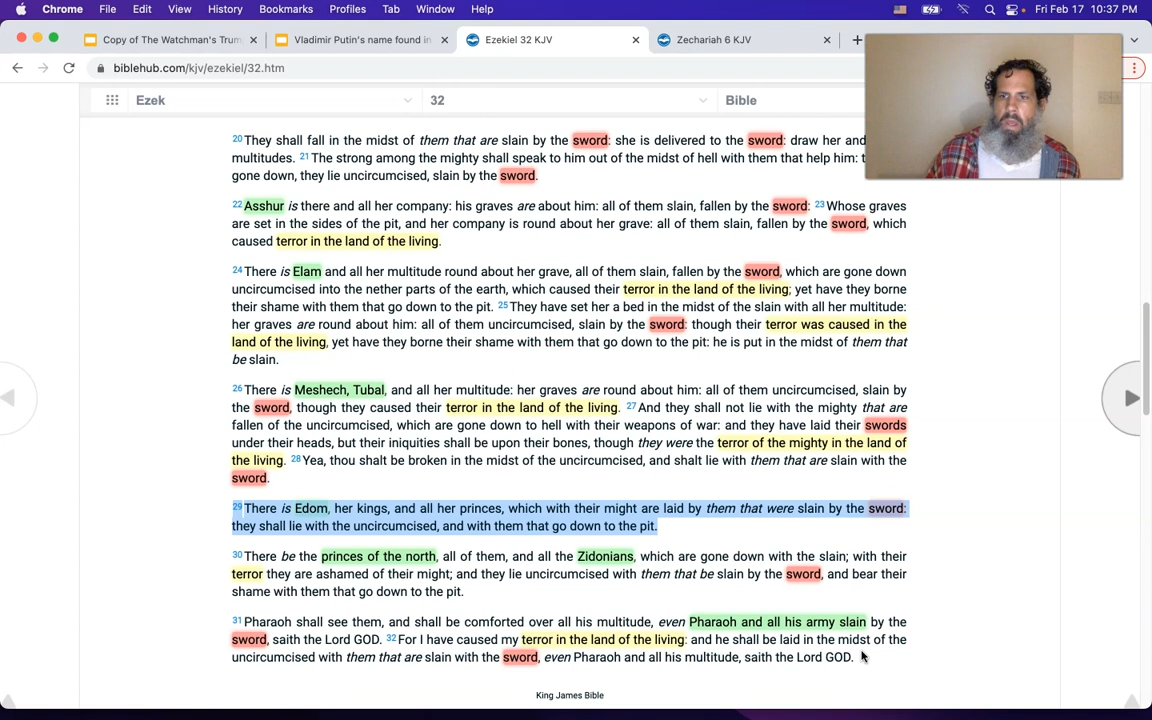 Chrome File Edit View History Bookmarks Profiles Tab Window Help Fri Feb 17 10:37 PM
Copy of The Watchman's Trum Vladimir Putin's name found in Ezekiel 32 KJV Zechariah 6 KJV
biblehub.com/kjv/ezekiel/32.htm
Ezek 32 Bible
20 They shall fall in the midst of them that are slain by the sword: she is delivered to the sword: draw her and
multitudes. 21 The strong among the mighty shall speak to him out of the midst of hell with them that help him:
gone down, they lie uncircumcised, slain by the sword.
22 Asshur is there and all her company: his graves are about him: all of them slain, fallen by the sword: 23 Whose graves
are set in the sides of the pit, and her company is round about her grave: all of them slain, fallen by the sword, which
caused terror in the land of the living.
24 There is Elam and all her multitude round about her grave, all of them slain, fallen by the sword, which are gone down
uncircumcised into the nether parts of the earth, which caused their terror in the land of the living; yet have they borne
their shame with them that go down to the pit. 25 They have set her a bed in the midst of the slain with all her multitude:
her graves are round about him: all of them uncircumcised, slain by the sword: though their terror was caused in the
land of the living, yet have they borne their shame with them that go down to the pit: he is put in the midst of them that
be slain.
26 There is Meshech, Tubal, and all her multitude: her graves are round about him: all of them uncircumcised, slain by
the sword, though they caused their terror in the land of the living. 27 And they shall not lie with the mighty that are
fallen of the uncircumcised, which are gone down to hell with their weapons of war: and they have laid their swords
under their heads, but their iniquities shall be upon their bones, though they were the terror of the mighty in the land of
the living. 28 Yea, thou shalt be broken in the midst of the uncircumcised, and shalt lie with them that are slain with the
sword.
29 There is Edom, her kings, and all her princes, which with their might are laid by them that were slain by the sword:
they shall lie with the uncircumcised, and with them that go down to the pit.
30 There be the princes of the north, all of them, and all the Zidonians, which are gone down with the slain; with their
terror they are ashamed of their might; and they lie uncircumcised with them that be slain by the sword, and bear their
shame with them that go down to the pit.
31 Pharaoh shall see them, and shall be comforted over all his multitude, even Pharaoh and all his army slain by the
sword, saith the Lord GOD. 32 For I have caused my terror in the land of the living: and he shall be laid in the midst of the
uncircumcised with them that are slain with the sword, even Pharaoh and all his multitude, saith the Lord GOD.
King James Bible